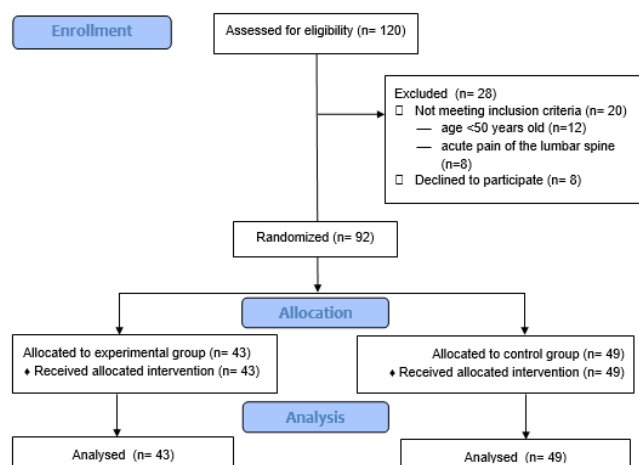 Enrollment
Assessed for eligibility (n= 120)
Excluded (n= 28)
☐ Not meeting inclusion criteria (n= 20)
— age <50 years old (n=12)
— acute pain of the lumbar spine
(n=8)
☐ Declined to participate (n= 8)
Randomized (n= 92)
Allocation
Allocated to experimental group (n= 43)
♦ Received allocated intervention (n= 43)
Allocated to control group (n= 49)
♦ Received allocated intervention (n= 49)
Analysis
Analysed (n= 43)
Analysed (n= 49)